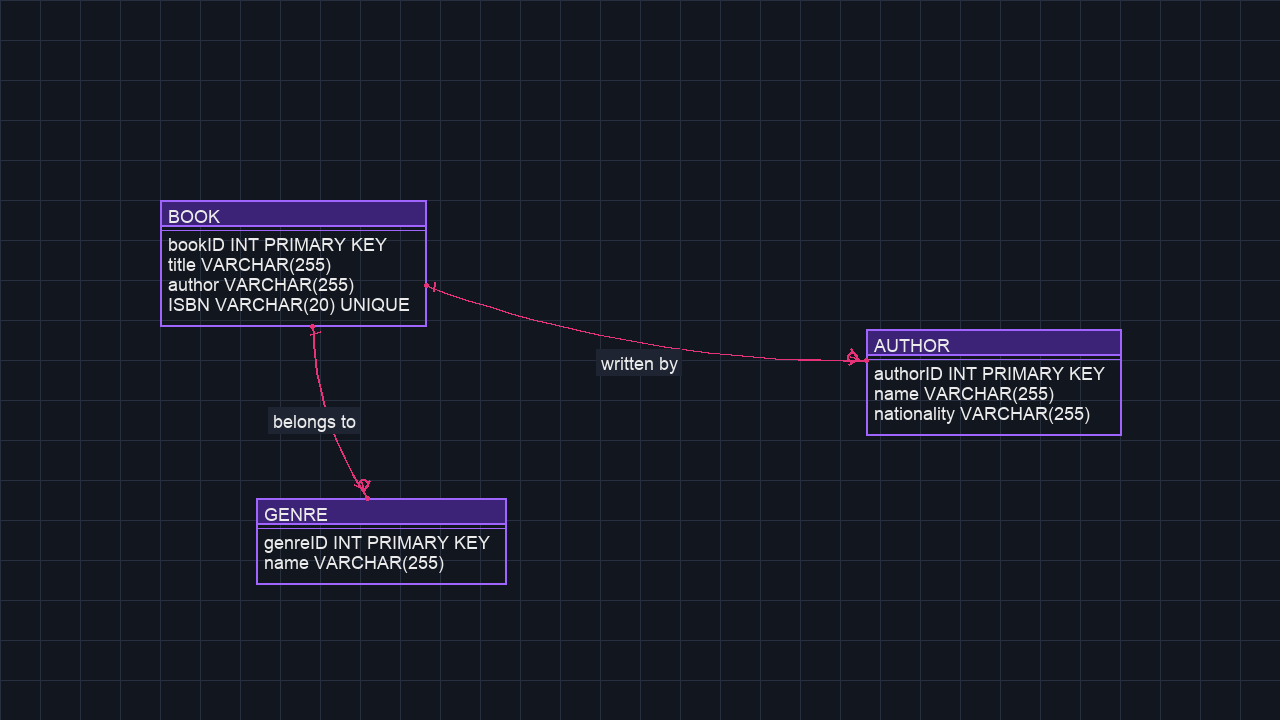 BOOK
bookID INT PRIMARY KEY
title VARCHAR(255)
author VARCHAR(255)
ISBN VARCHAR(20) UNIQUE
written by
AUTHOR
authorID INT PRIMARY KEY
name VARCHAR(255)
nationality VARCHAR(255)
belongs to
GENRE
genreID INT PRIMARY KEY
name VARCHAR(255)